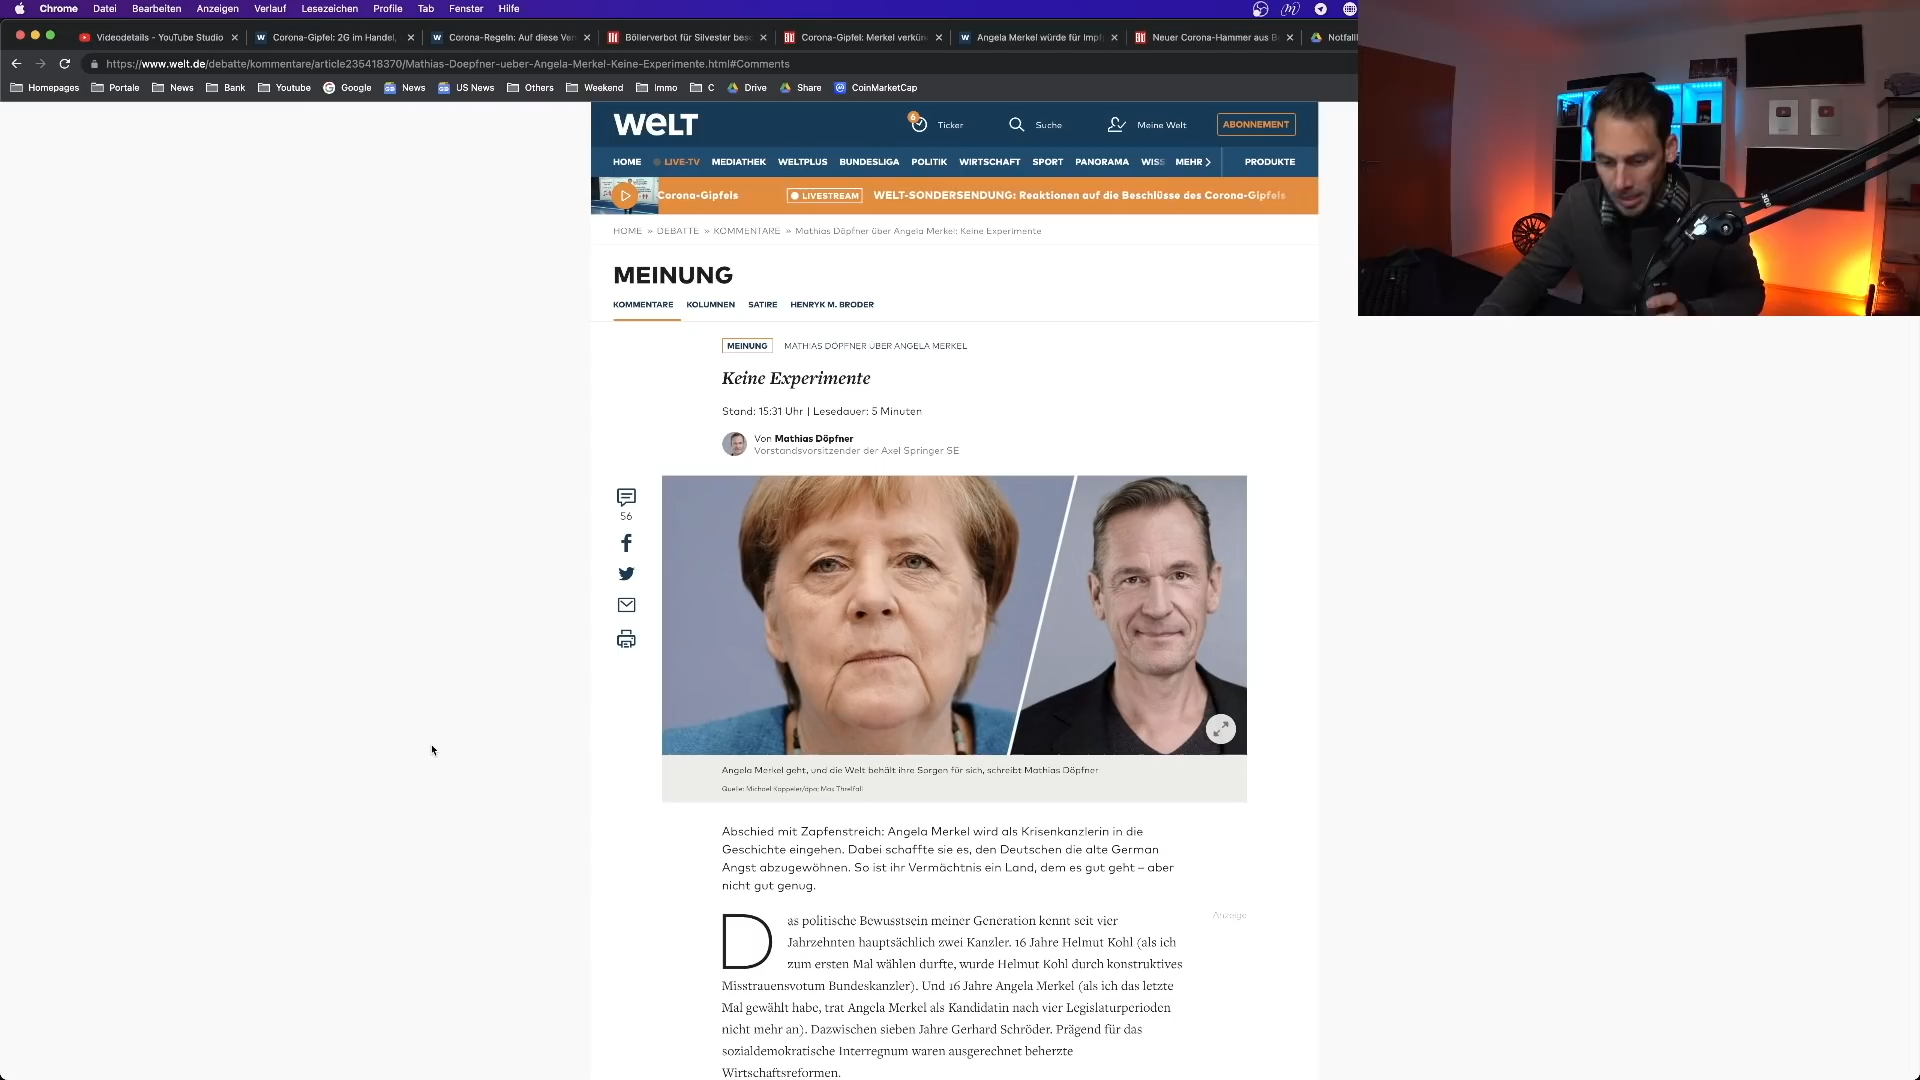 Chrome Datei Bearbeiten Anzeigen Verlauf Lesezeichen Profile Tab Fenster Hilfe
Videodetails - YouTube Studio
Corona-Gipfel: 2G im Handel,
Corona-Regeln: Auf diese Ver
Böllerverbot für Silvester bes
Corona-Gipfel: Merkel verkün
Angela Merkel würde für Impf
Neuer Corona-Hammer aus B
Notfalll
https://www.welt.de/debatte/kommentare/article235418370/Mathias-Doepfner-ueber-Angela-Merkel-Keine-Experimente.html#Comments
Homepages Portale News Bank Youtube Google News US News Others Weekend Immo C Drive Share CoinMarketCap
WELT
6
Ticker Suche Meine Welt ABONNEMENT
HOME LIVE-TV MEDIATHEK WELTPLUS BUNDESLIGA POLITIK WIRTSCHAFT SPORT PANORAMA WISS MEHR PRODUKTE
Corona-Gipfels LIVESTREAM WELT-SONDERSENDUNG: Reaktionen auf die Beschlüsse des Corona-Gipfels
HOME » DEBATTE » KOMMENTARE » Mathias Döpfner über Angela Merkel: Keine Experimente
MEINUNG
KOMMENTARE KOLUMNEN SATIRE HENRYK M. BRODER
MEINUNG MATHIAS DÖPFNER ÜBER ANGELA MERKEL
Keine Experimente
Stand: 15:31 Uhr | Lesedauer: 5 Minuten
Von Mathias Döpfner
Vorstandsvorsitzender der Axel Springer SE
56
Angela Merkel geht, und die Welt behält ihre Sorgen für sich, schreibt Mathias Döpfner
Quelle: Michael Kappeler/dpa; Max Threlfall
Abschied mit Zapfenstreich: Angela Merkel wird als Krisenkanzlerin in die
Geschichte eingehen. Dabei schaffte sie es, den Deutschen die alte German
Angst abzugewöhnen. So ist ihr Vermächtnis ein Land, dem es gut geht – aber
nicht gut genug.
Anzeige
Das politische Bewusstsein meiner Generation kennt seit vier
Jahrzehnten hauptsächlich zwei Kanzler. 16 Jahre Helmut Kohl (als ich
zum ersten Mal wählen durfte, wurde Helmut Kohl durch konstruktives
Misstrauensvotum Bundeskanzler). Und 16 Jahre Angela Merkel (als ich das letzte
Mal gewählt habe, trat Angela Merkel als Kandidatin nach vier Legislaturperioden
nicht mehr an). Dazwischen sieben Jahre Gerhard Schröder. Prägend für das
sozialdemokratische Interregnum waren ausgerechnet beherzte
Wirtschaftsreformen.